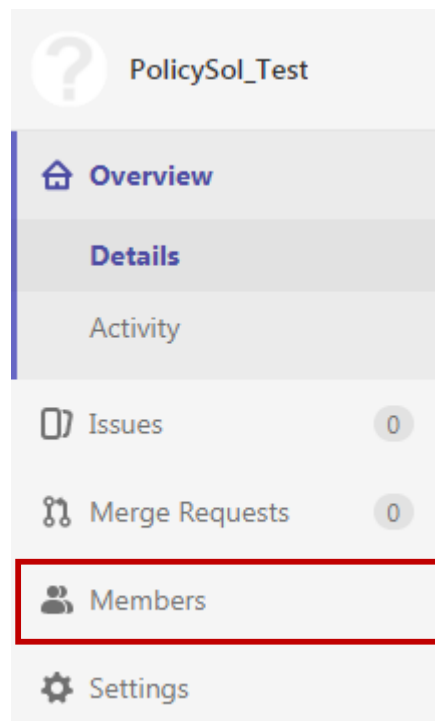 PolicySol_Test
Overview
Details
Activity
Issues 0
Merge Requests 0
Members
Settings